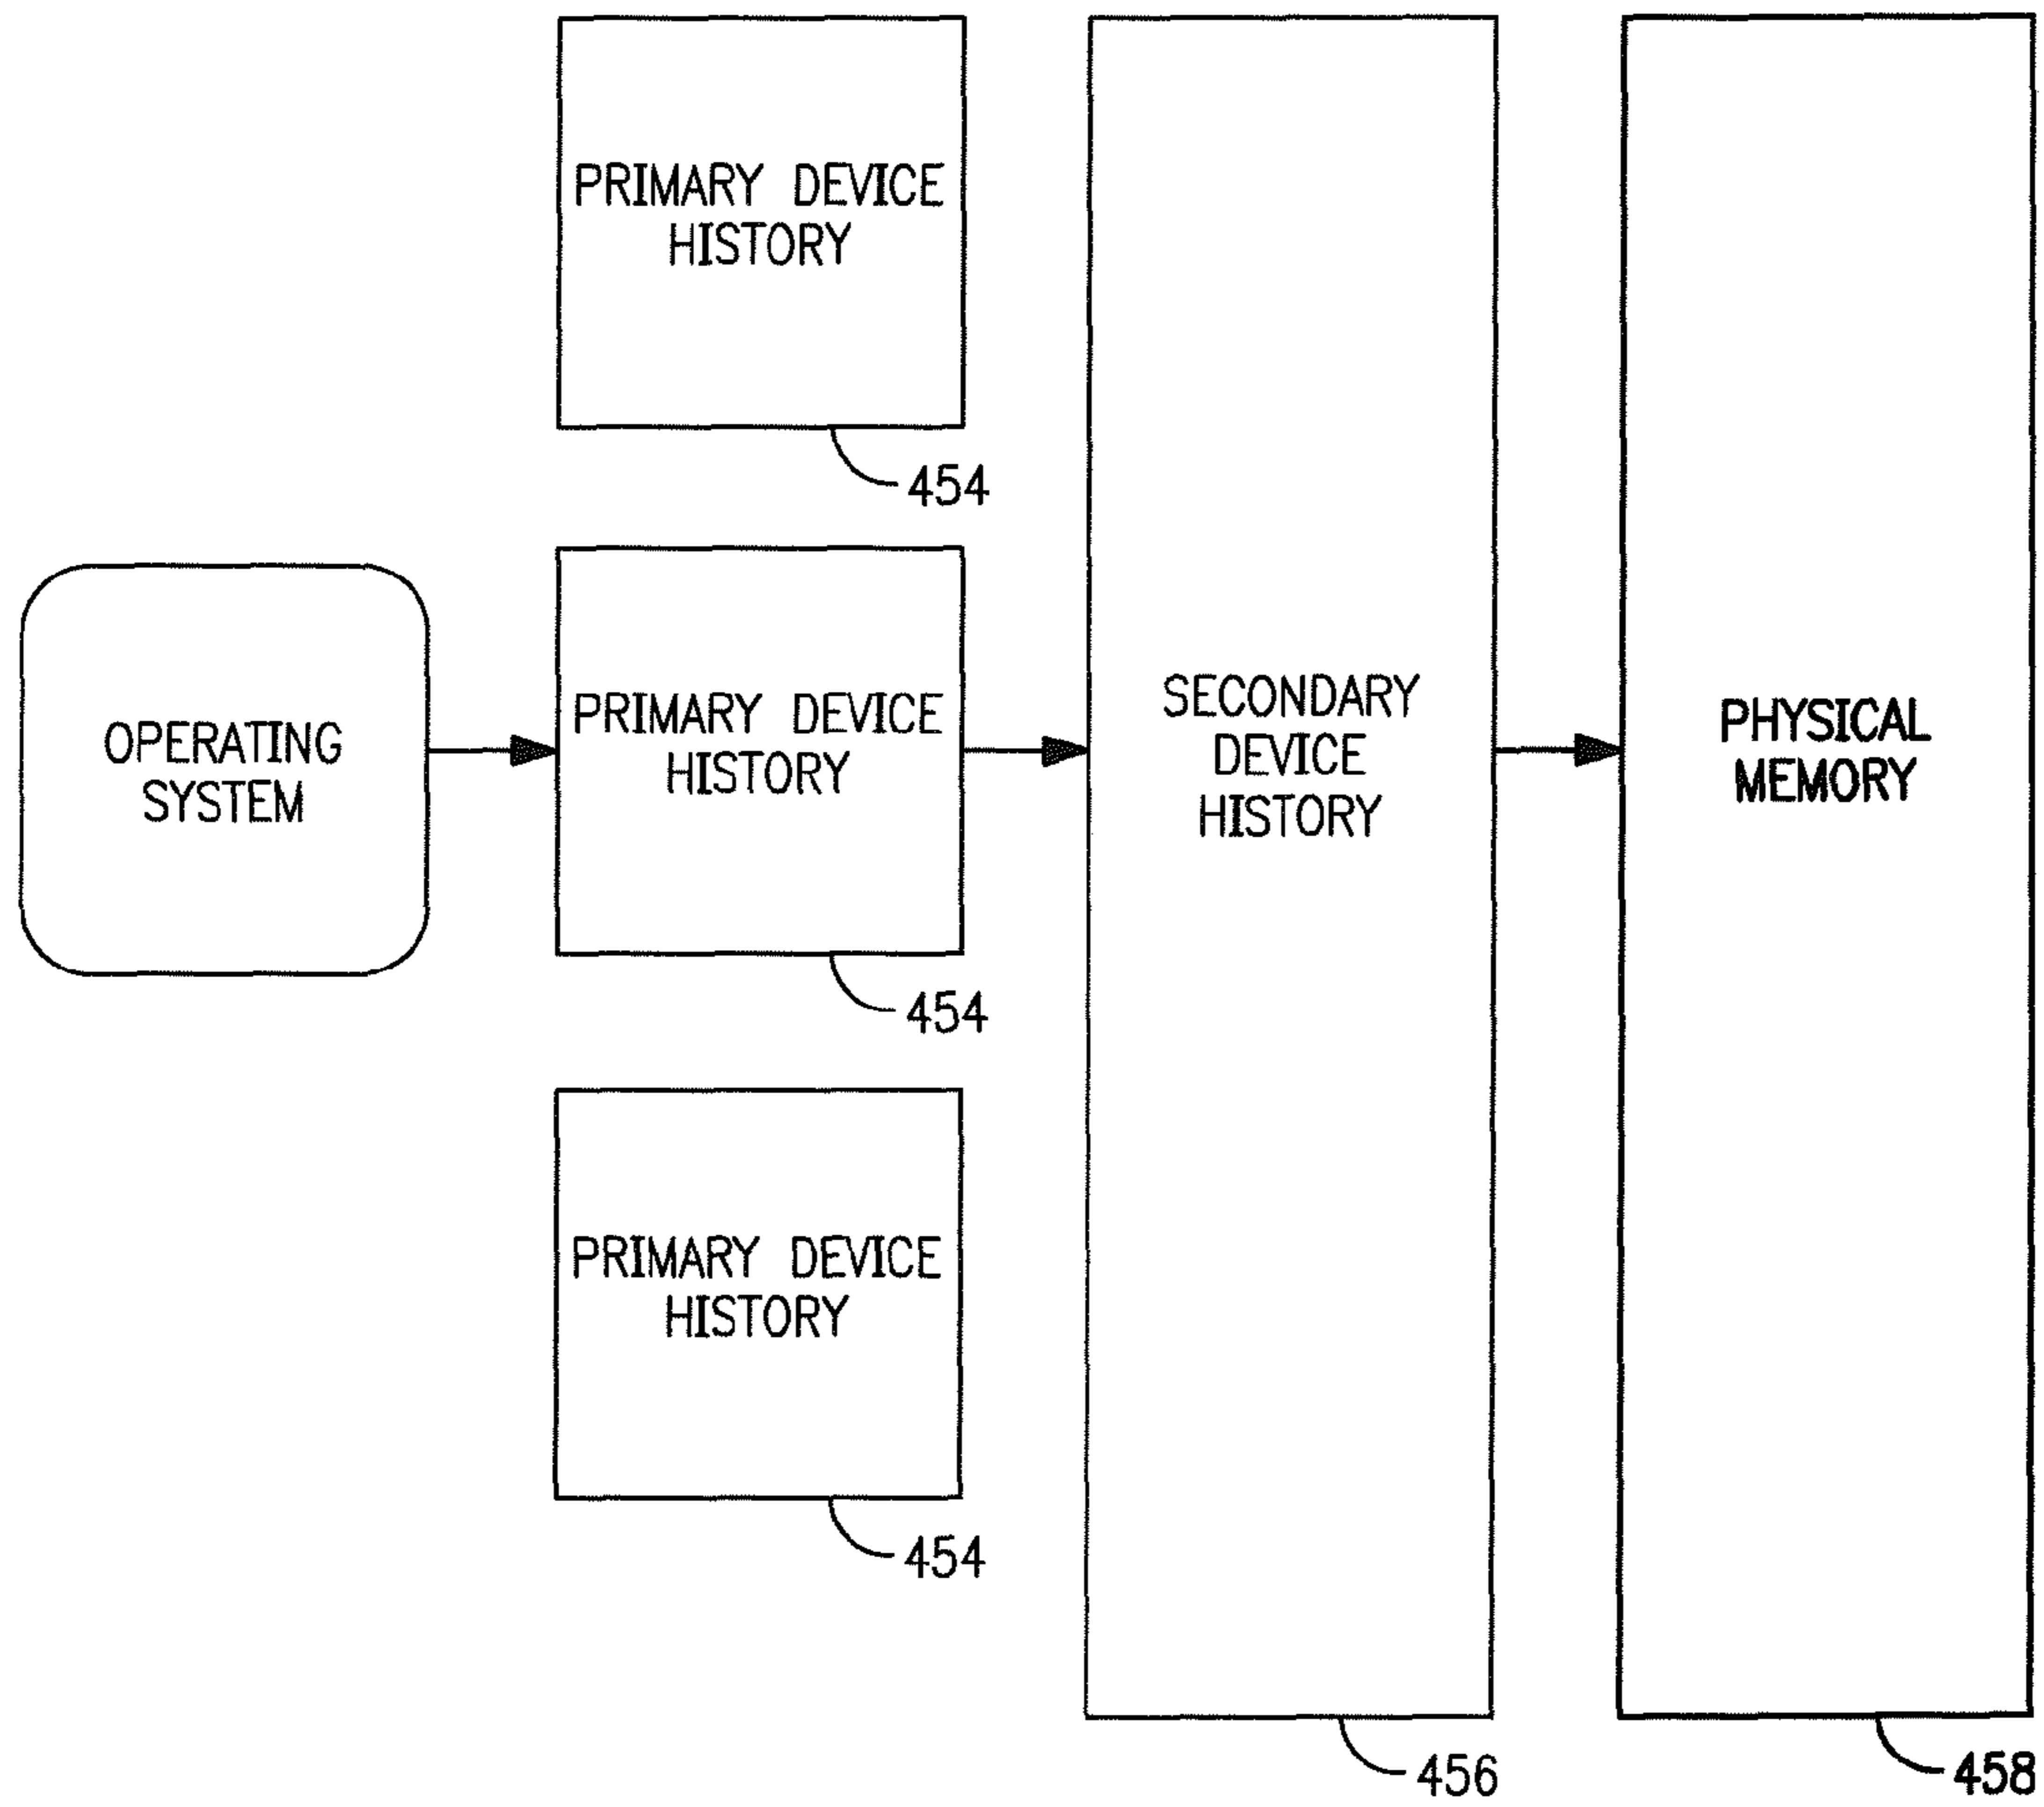 PRIMARY DEVICE
HISTORY
454
OPERATING
SYSTEM
PRIMARY DEVICE
HISTORY
454
PRIMARY DEVICE
HISTORY
454
SECONDARY
DEVICE
HISTORY
456
PHYSICAL
MEMORY
458